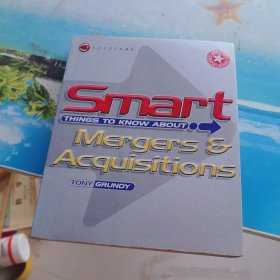 Smart
THINGS TO KNOW ABOUT
Mergers &
Acquisitions
TONY GRUNDY